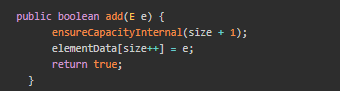 public boolean add(E e) {
    ensureCapacityInternal(size + 1);
    elementData[size++] = e;
    return true;
}